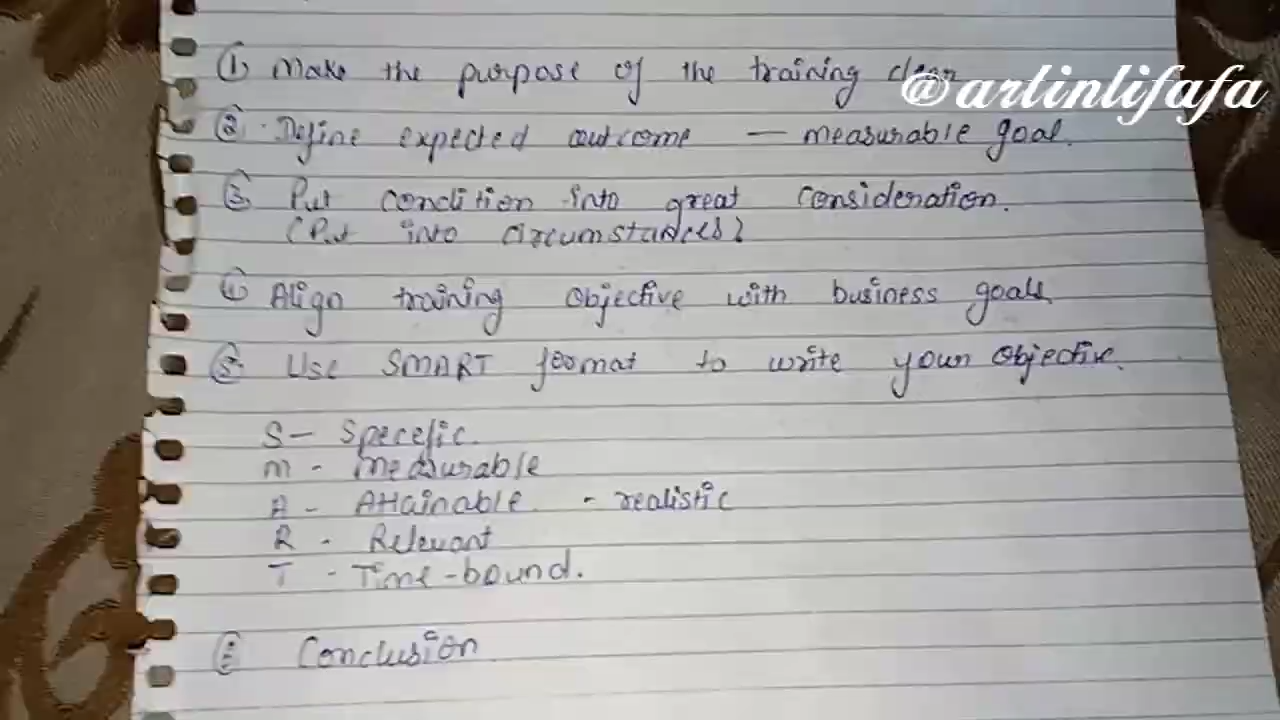 ① Make the purpose of the training clear
@artinlifafa
② Define expected outcome — measurable goal.
③ Put condition into great consideration.
(Put into circumstances)
④ Align training objective with business goals
⑤ Use SMART format to write your objective.
S - Specefic.
M - Measurable
A - Attainable - realistic
R - Relevant
T - Time-bound.
Conclusion